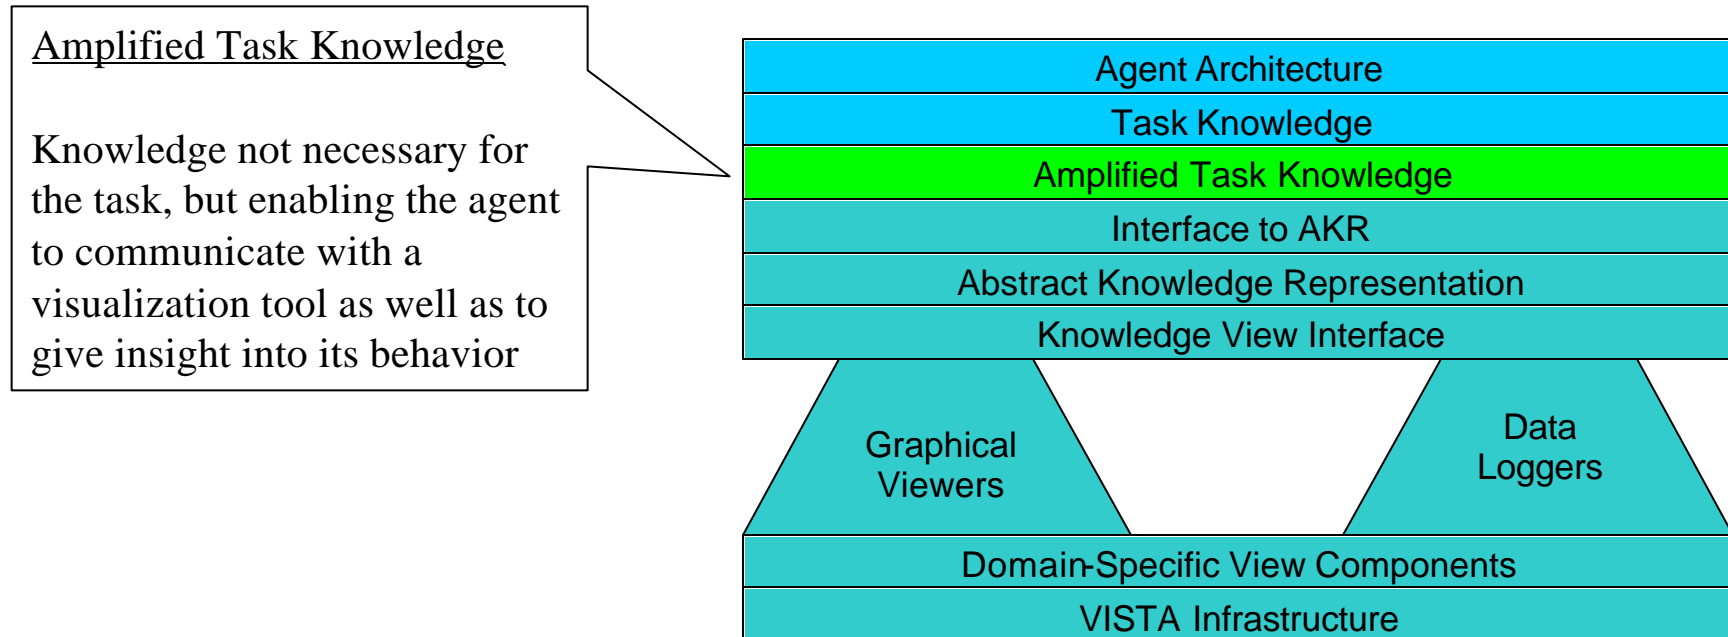 Amplified Task Knowledge
Knowledge not necessary for
the task, but enabling the agent
to communicate with a
visualization tool as well as to
give insight into its behavior
Agent Architecture
Task Knowledge
Amplified Task Knowledge
Interface to AKR
Abstract Knowledge Representation
Knowledge View Interface
Graphical
Viewers
Data
Loggers
Domain-Specific View Components
VISTA Infrastructure